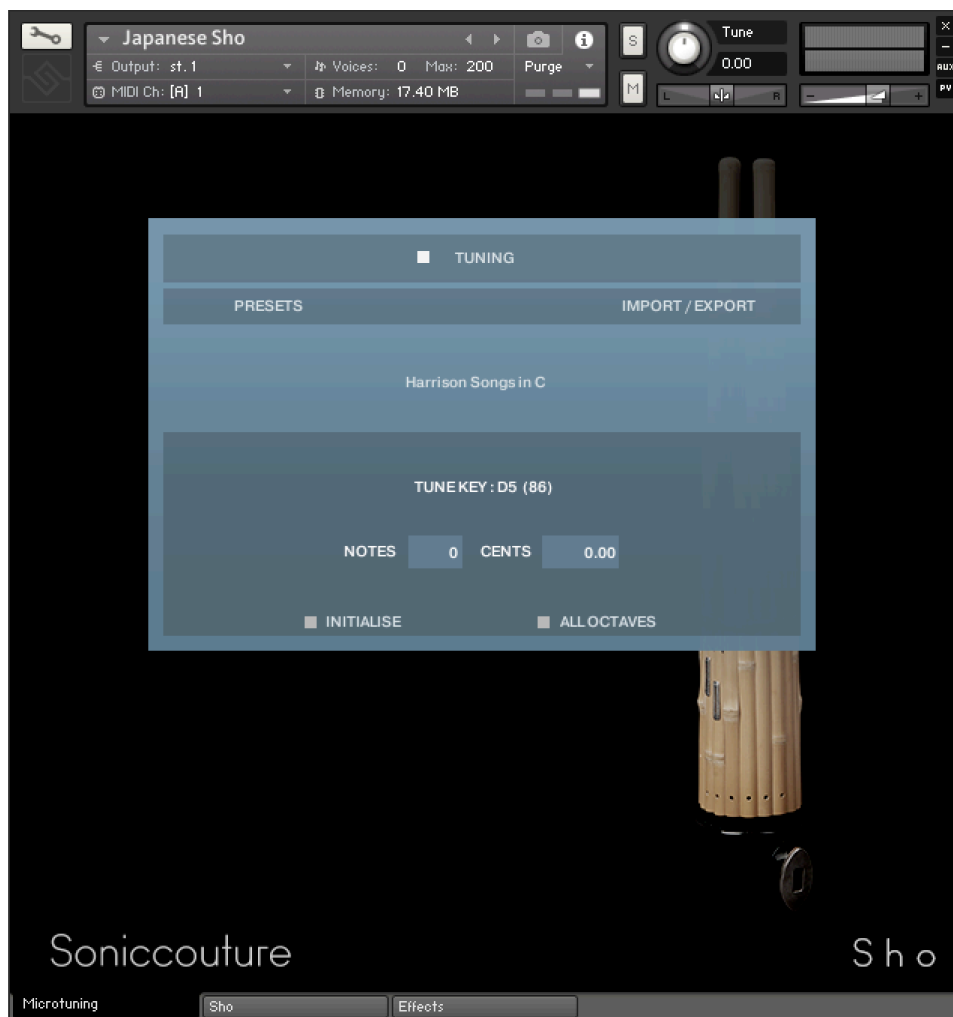 Japanese Sho
S
Tune
×
–
Output: st. 1 Voices: 0 Max: 200 Purge
0.00
AUX
MIDI Ch: [A] 1 Memory: 17.40 MB
M
L R
– +
PV
TUNING
PRESETS IMPORT / EXPORT
Harrison Songs in C
TUNE KEY : D5 (86)
NOTES 0 CENTS 0.00
INITIALISE ALL OCTAVES
Soniccouture Sho
Microtuning Sho Effects